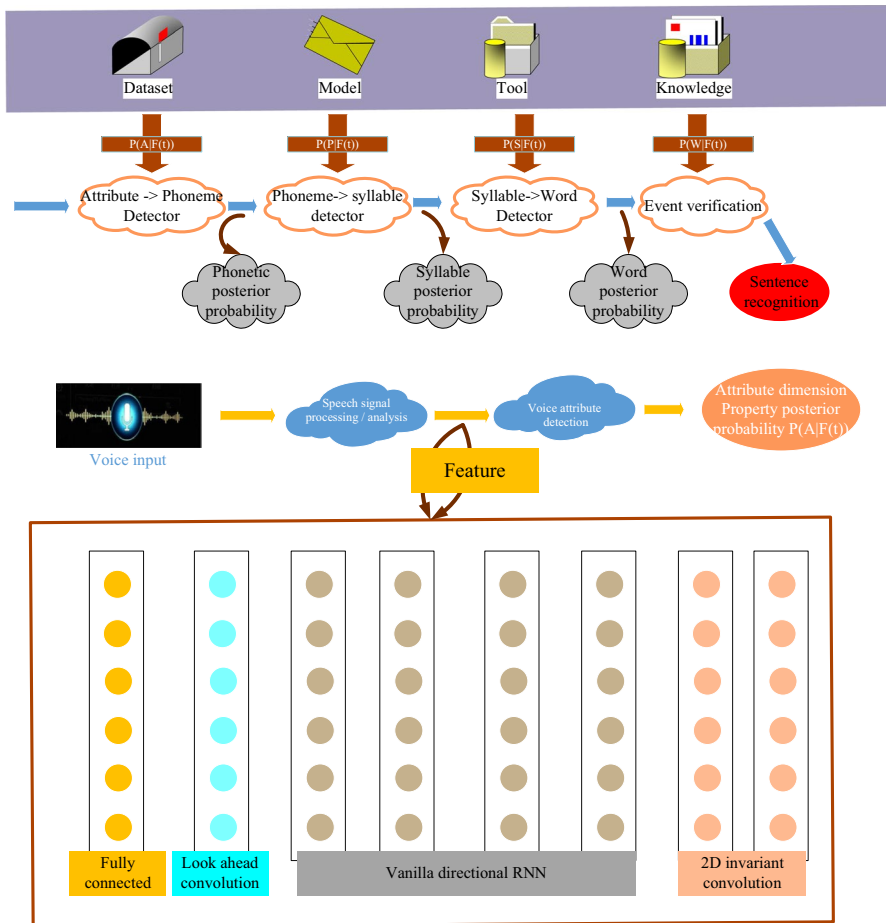 Dataset
Model
Tool
Knowledge
P(A|F(t))
P(P|F(t))
P(S|F(t))
P(W|F(t))
Attribute -> Phoneme
Detector
Phoneme-> syllable
detector
Syllable->Word
Detector
Event verification
Phonetic
posterior
probability
Syllable
posterior
probability
Word
posterior
probability
Sentence
recognition
Voice input
Speech signal
processing / analysis
Voice attribute
detection
Attribute dimension
Property posterior
probability P(A|F(t))
Feature
Fully
connected
Look ahead
convolution
Vanilla directional RNN
2D invariant
convolution